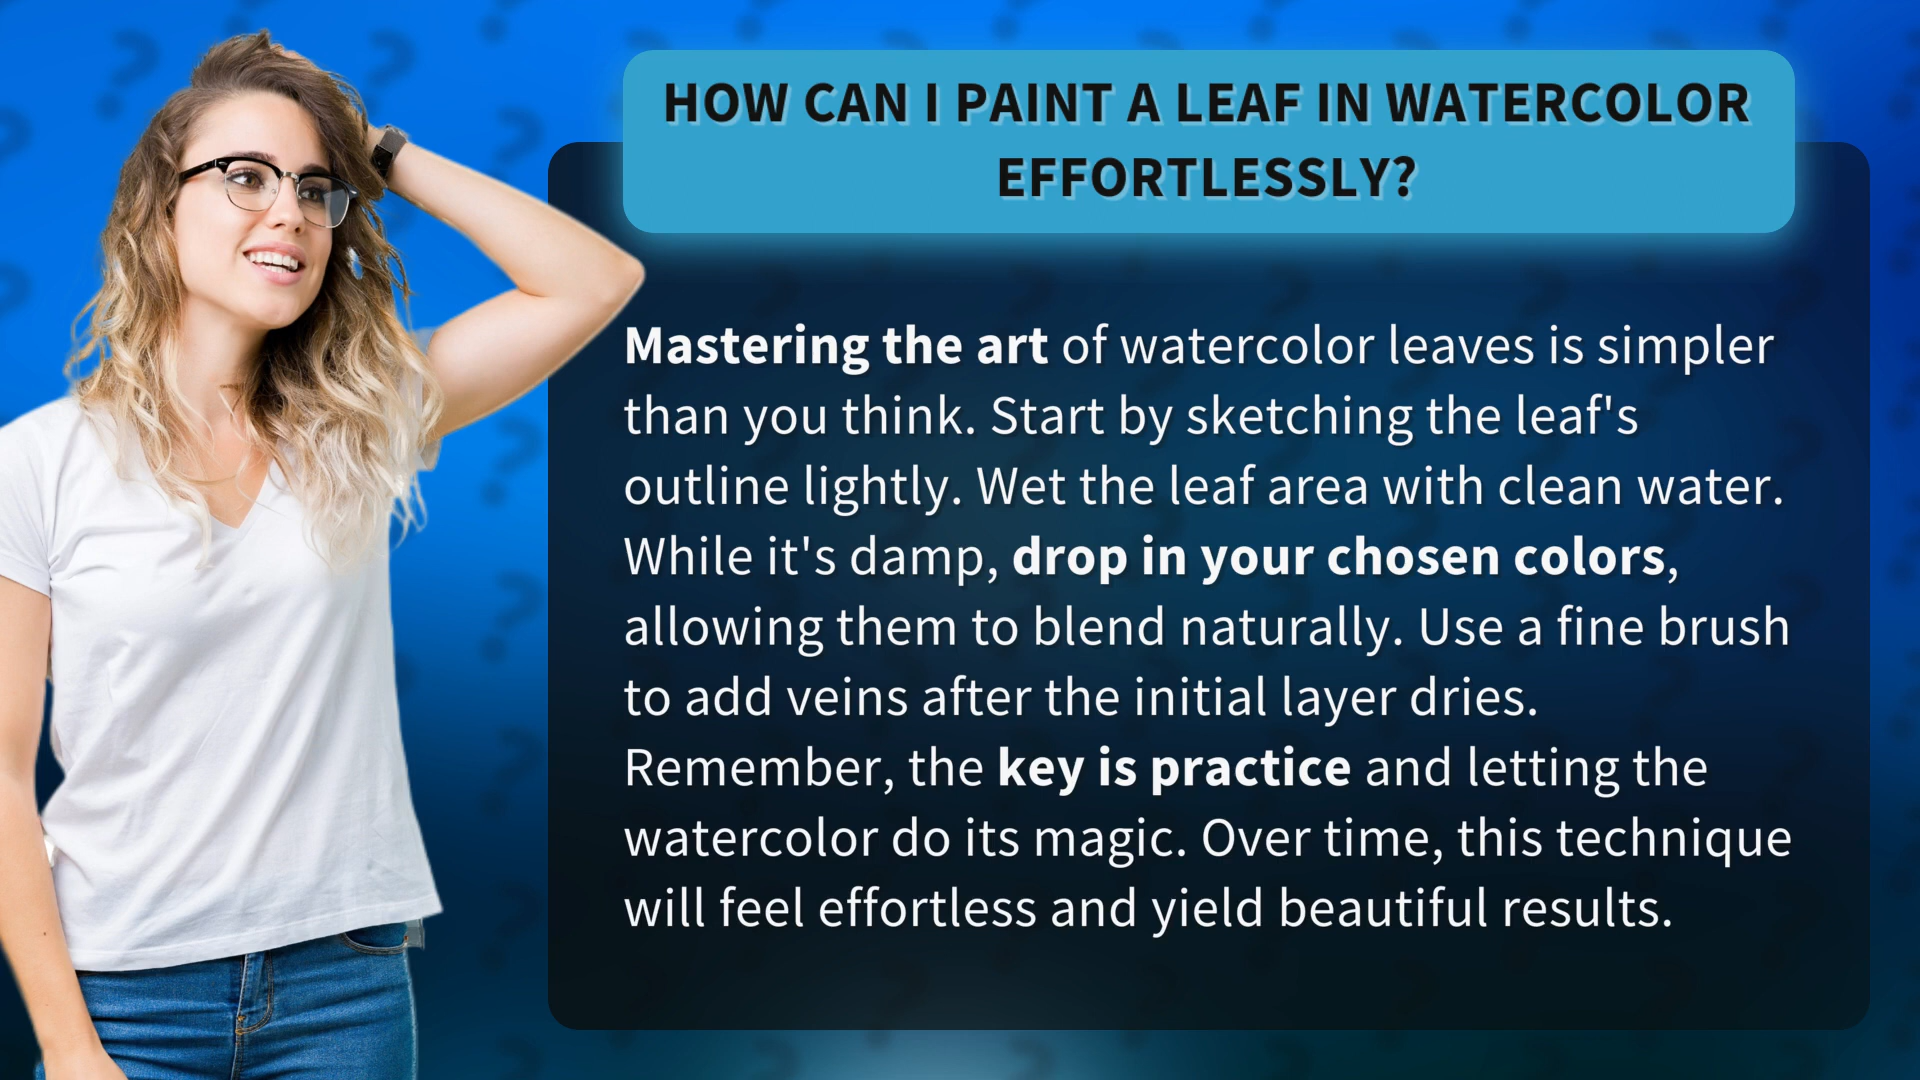 HOW CAN I PAINT A LEAF IN WATERCOLOR
EFFORTLESSLY?
Mastering the art of watercolor leaves is simpler
than you think. Start by sketching the leaf's
outline lightly. Wet the leaf area with clean water.
While it's damp, drop in your chosen colors,
allowing them to blend naturally. Use a fine brush
to add veins after the initial layer dries.
Remember, the key is practice and letting the
watercolor do its magic. Over time, this technique
will feel effortless and yield beautiful results.